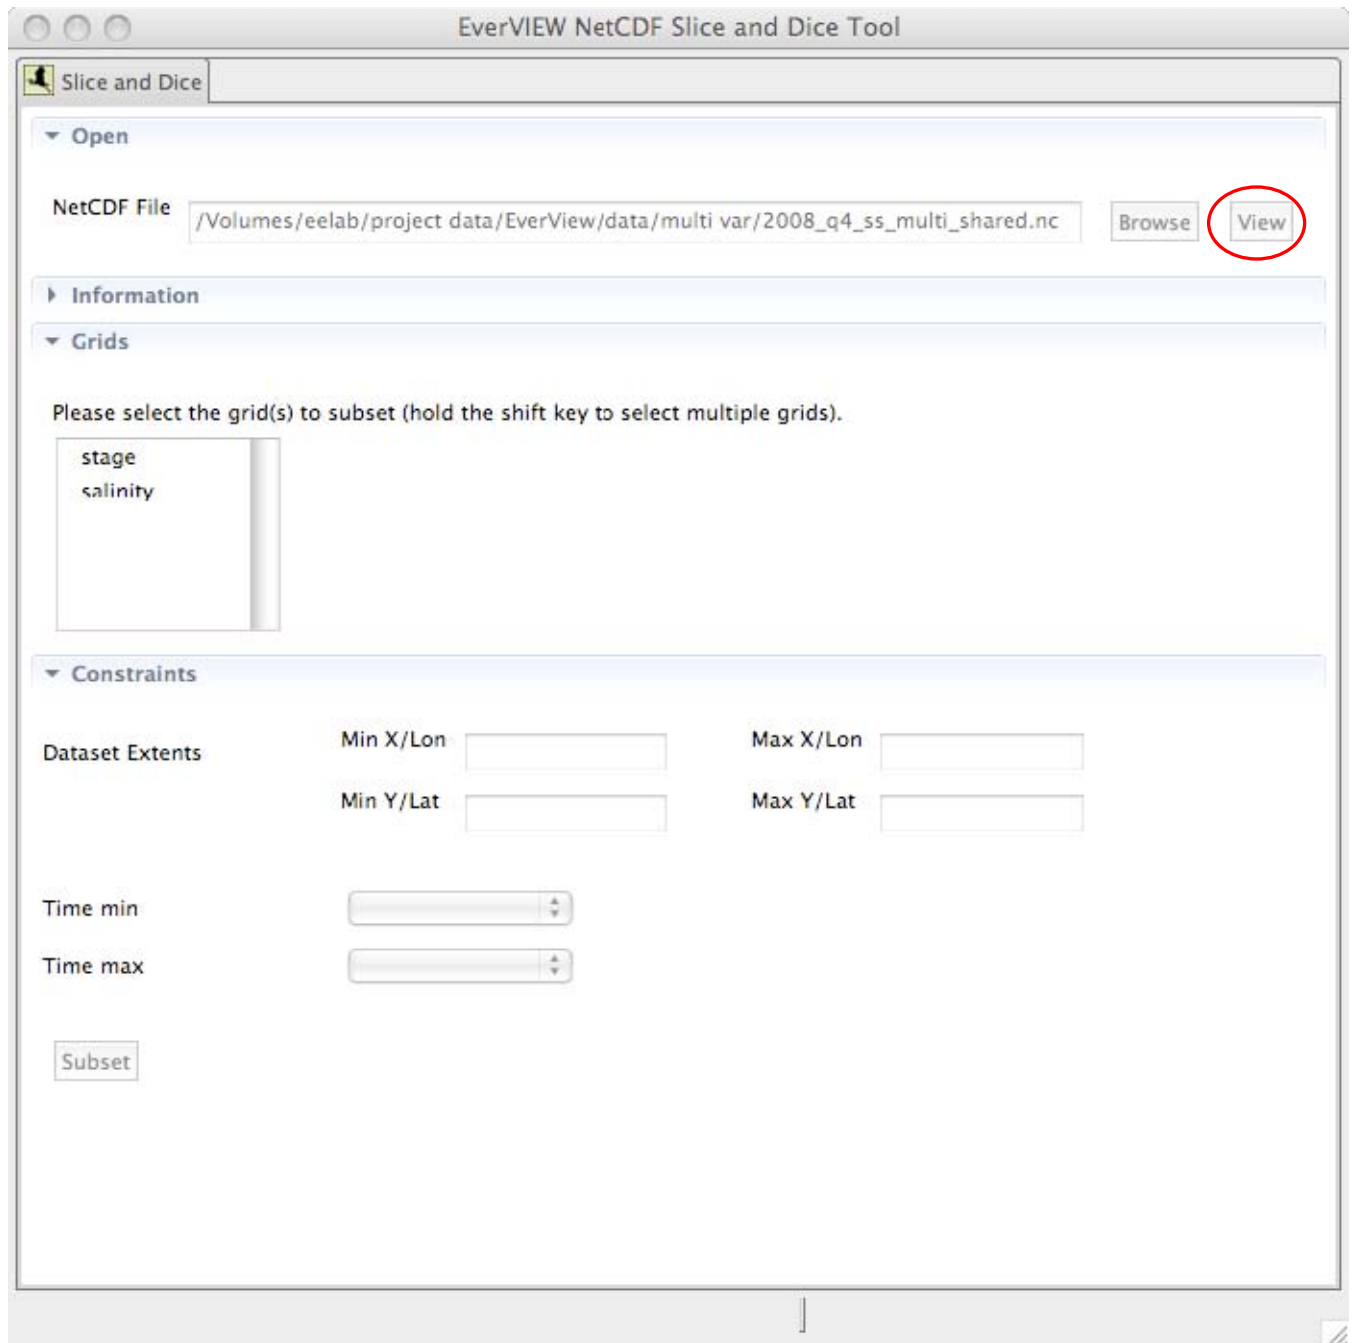 EverVIEW NetCDF Slice and Dice Tool
Slice and Dice
Open
NetCDF File /Volumes/eelab/project data/EverView/data/multi var/2008_q4_ss_multi_shared.nc Browse View
Information
Grids
Please select the grid(s) to subset (hold the shift key to select multiple grids).
stage
salinity
Constraints
Dataset Extents Min X/Lon Max X/Lon
Min Y/Lat Max Y/Lat
Time min
Time max
Subset